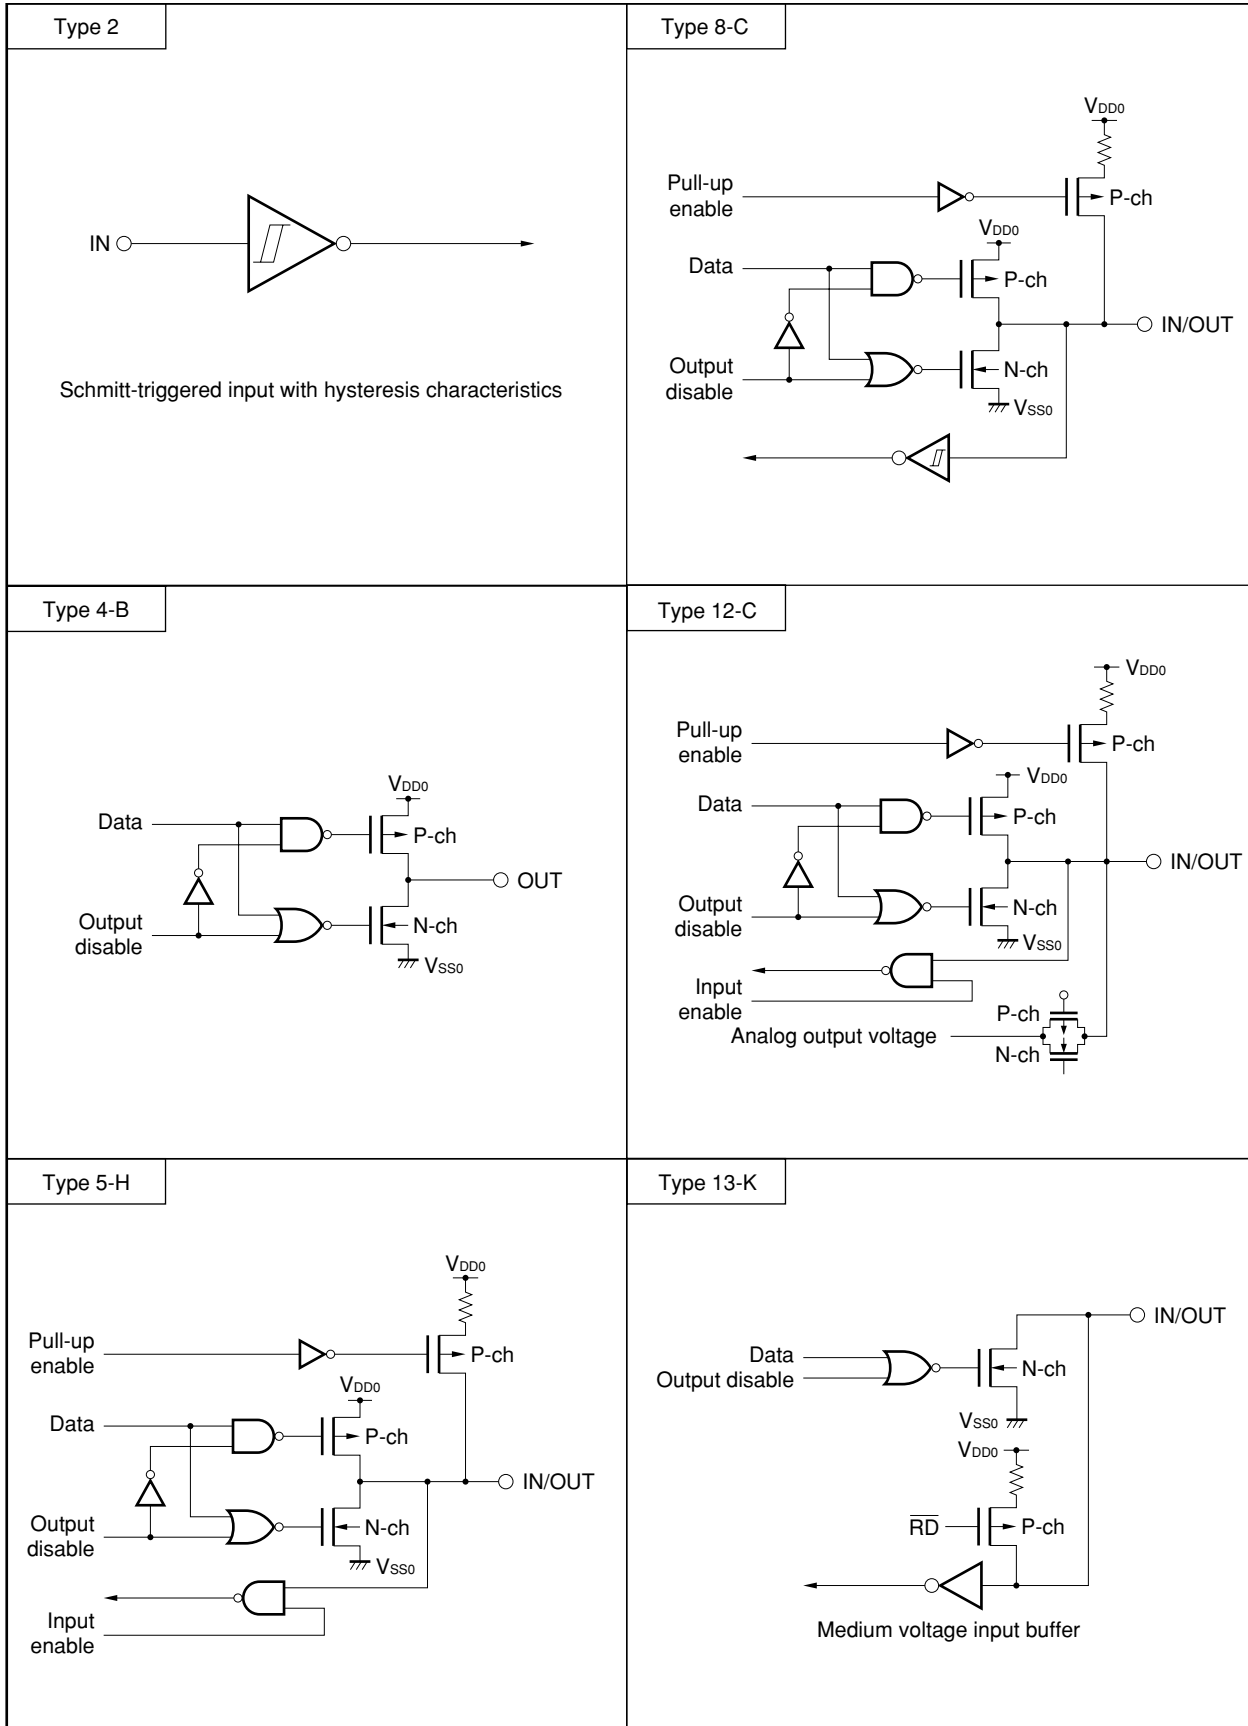 Type 2
IN
Schmitt-triggered input with hysteresis characteristics
Type 8-C
VDD0
Pull-up
enable
P-ch
VDD0
Data
P-ch
IN/OUT
Output
disable
N-ch
VSS0
Type 4-B
VDD0
Data
P-ch
OUT
Output
disable
N-ch
VSS0
Type 12-C
VDD0
Pull-up
enable
P-ch
VDD0
Data
P-ch
IN/OUT
Output
disable
N-ch
VSS0
Input
enable
P-ch
Analog output voltage
N-ch
Type 5-H
VDD0
Pull-up
enable
P-ch
VDD0
Data
P-ch
IN/OUT
Output
disable
N-ch
VSS0
Input
enable
Type 13-K
IN/OUT
Data
Output disable
N-ch
VSS0
VDD0
RD
P-ch
Medium voltage input buffer